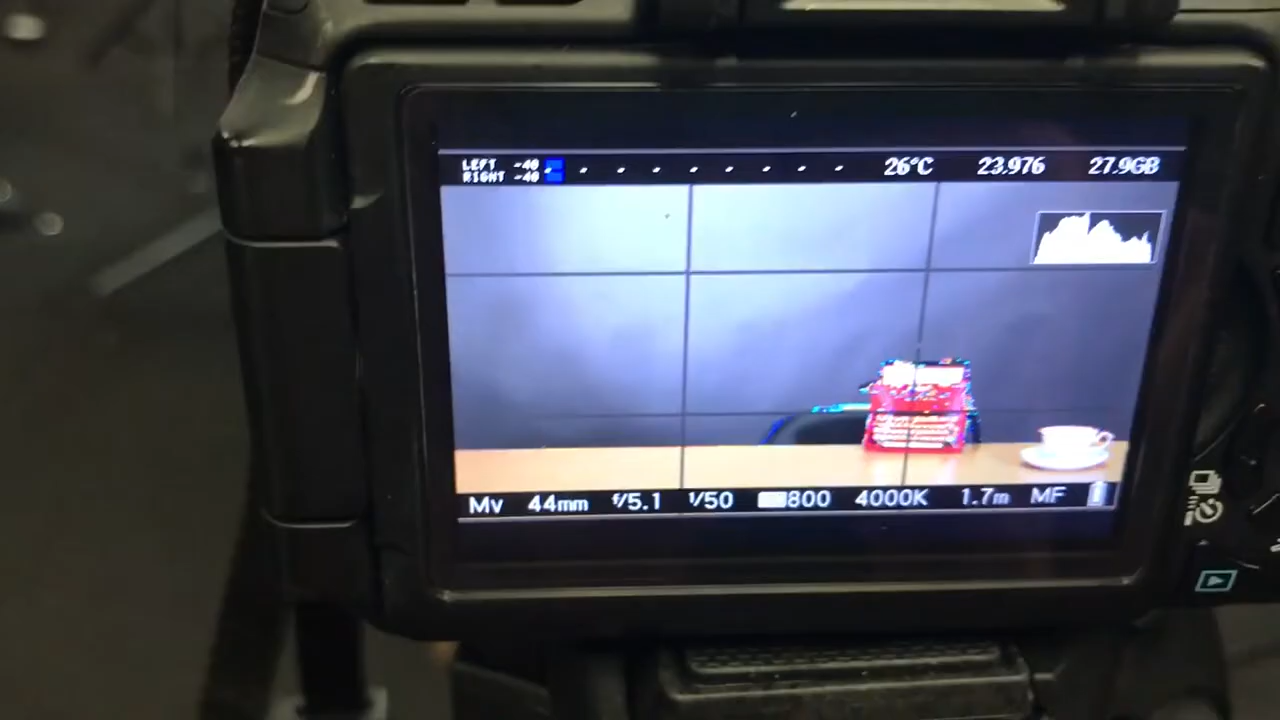 LEFT -40
RIGHT -40
26°C 23.976 27.9GB
Mv 44mm f/5.1 1/50 ISO 800 4000K 1.7m MF